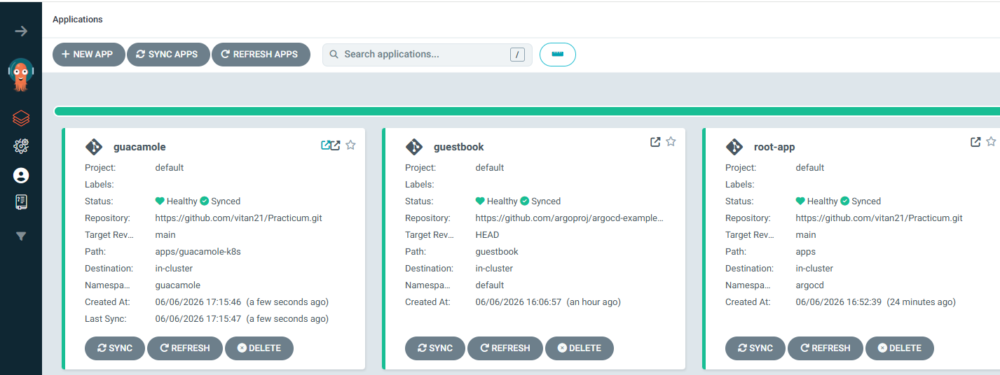 Applications
NEW APP SYNC APPS REFRESH APPS Search applications... /
guacamole
Project: default
Labels:
Status: Healthy Synced
Repository: https://github.com/vitan21/Practicum.git
Target Rev... main
Path: apps/guacamole-k8s
Destination: in-cluster
Namespa... guacamole
Created At: 06/06/2026 17:15:46 (a few seconds ago)
Last Sync: 06/06/2026 17:15:47 (a few seconds ago)
SYNC REFRESH DELETE
guestbook
Project: default
Labels:
Status: Healthy Synced
Repository: https://github.com/argoproj/argocd-example...
Target Rev... HEAD
Path: guestbook
Destination: in-cluster
Namespa... default
Created At: 06/06/2026 16:06:57 (an hour ago)
SYNC REFRESH DELETE
root-app
Project: default
Labels:
Status: Healthy Synced
Repository: https://github.com/vitan21/Practicum.git
Target Rev... main
Path: apps
Destination: in-cluster
Namespa... argocd
Created At: 06/06/2026 16:52:39 (24 minutes ago)
SYNC REFRESH DELETE